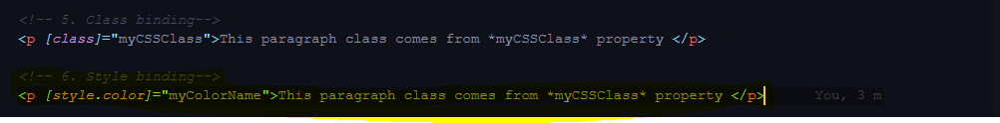 <!-- 5. Class binding-->
<p [class]="myCSSClass">This paragraph class comes from *myCSSClass* property </p>
<!-- 6. Style binding-->
<p [style.color]="myColorName">This paragraph class comes from *myCSSClass* property </p> You, 3 m